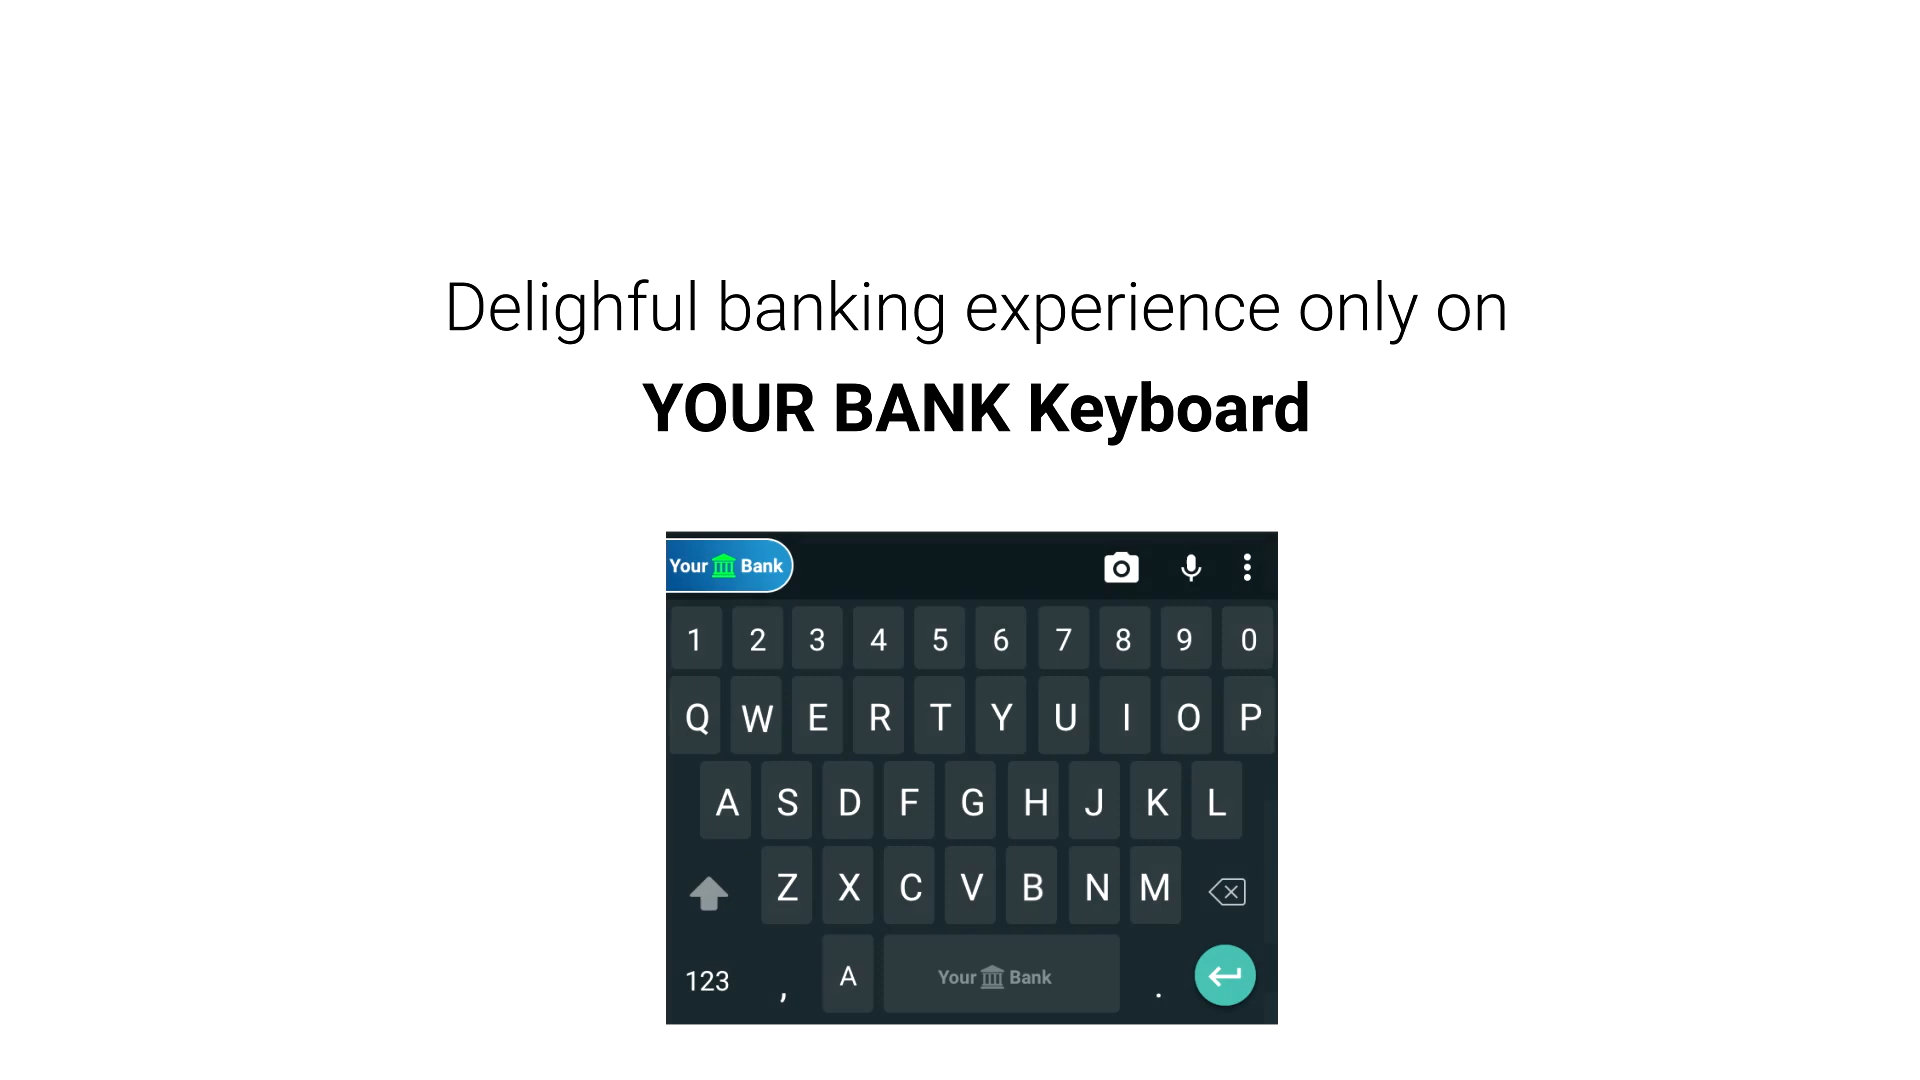 Delighful banking experience only on
YOUR BANK Keyboard
Your Bank
1 2 3 4 5 6 7 8 9 0
Q W E R T Y U I O P
A S D F G H J K L
Z X C V B N M
123 , A Your Bank .